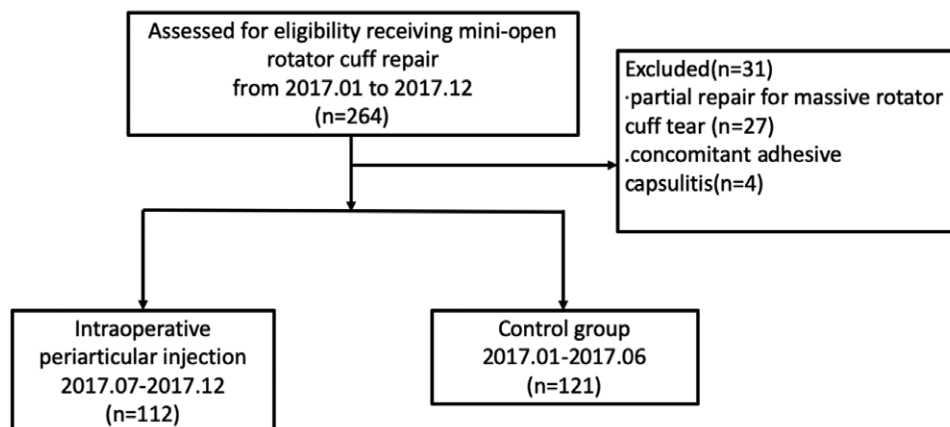 Assessed for eligibility receiving mini-open
rotator cuff repair
from 2017.01 to 2017.12
(n=264)
Excluded(n=31)
·partial repair for massive rotator
cuff tear (n=27)
.concomitant adhesive
capsulitis(n=4)
Intraoperative
periarticular injection
2017.07-2017.12
(n=112)
Control group
2017.01-2017.06
(n=121)